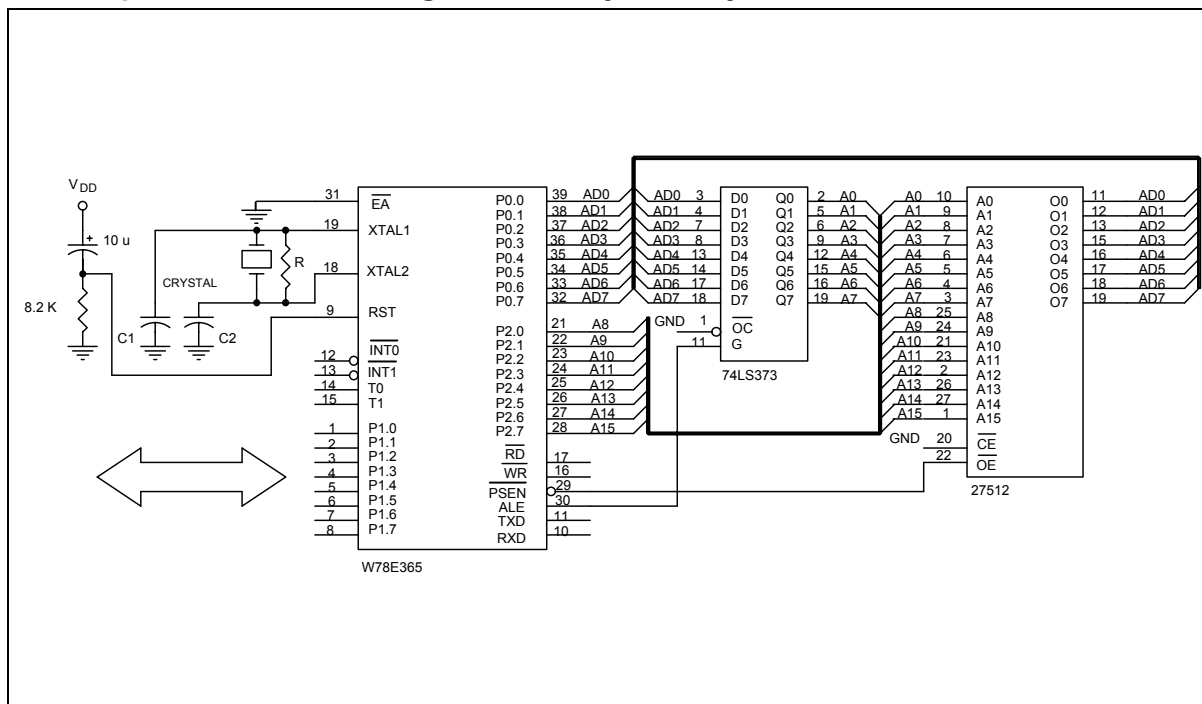 VDD
10 u
8.2 K
CRYSTAL
C1
C2
R
31 EA
19 XTAL1
18 XTAL2
9 RST
12 INT0
13 INT1
14 T0
15 T1
1 P1.0
2 P1.1
3 P1.2
4 P1.3
5 P1.4
6 P1.5
7 P1.6
8 P1.7
P0.0 39 AD0
P0.1 38 AD1
P0.2 37 AD2
P0.3 36 AD3
P0.4 35 AD4
P0.5 34 AD5
P0.6 33 AD6
P0.7 32 AD7
P2.0 21 A8
P2.1 22 A9
P2.2 23 A10
P2.3 24 A11
P2.4 25 A12
P2.5 26 A13
P2.6 27 A14
P2.7 28 A15
RD 17
WR 16
PSEN 29
ALE 30
TXD 11
RXD 10
W78E365
AD0 3 D0 Q0 2 A0
AD1 4 D1 Q1 5 A1
AD2 7 D2 Q2 6 A2
AD3 8 D3 Q3 9 A3
AD4 13 D4 Q4 12 A4
AD5 14 D5 Q5 15 A5
AD6 17 D6 Q6 16 A6
AD7 18 D7 Q7 19 A7
GND 1 OC
11 G
74LS373
A0 10 A0 O0 11 AD0
A1 9 A1 O1 12 AD1
A2 8 A2 O2 13 AD2
A3 7 A3 O3 15 AD3
A4 6 A4 O4 16 AD4
A5 5 A5 O5 17 AD5
A6 4 A6 O6 18 AD6
A7 3 A7 O7 19 AD7
A8 25 A8
A9 24 A9
A10 21 A10
A11 23 A11
A12 2 A12
A13 26 A13
A14 27 A14
A15 1 A15
GND 20 CE
22 OE
27512